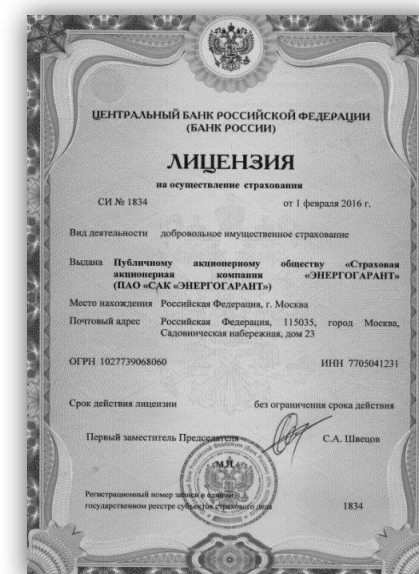 ЦЕНТРАЛЬНЫЙ БАНК РОССИЙСКОЙ ФЕДЕРАЦИИ
(БАНК РОССИИ)
ЛИЦЕНЗИЯ
на осуществление страхования
СИ № 1834 от 1 февраля 2016 г.
Вид деятельности добровольное имущественное страхование
Выдана Публичному акционерному обществу «Страховая
акционерная компания «ЭНЕРГОГАРАНТ»
(ПАО «САК «ЭНЕРГОГАРАНТ»)
Место нахождения Российская Федерация, г. Москва
Почтовый адрес Российская Федерация, 115035, город Москва,
Садовническая набережная, дом 23
ОГРН 1027739068060 ИНН 7705041231
Срок действия лицензии без ограничения срока действия
Первый заместитель Председателя С.А. Швецов
М.П.
Регистрационный номер записи в едином
государственном реестре субъектов страхового дела 1834